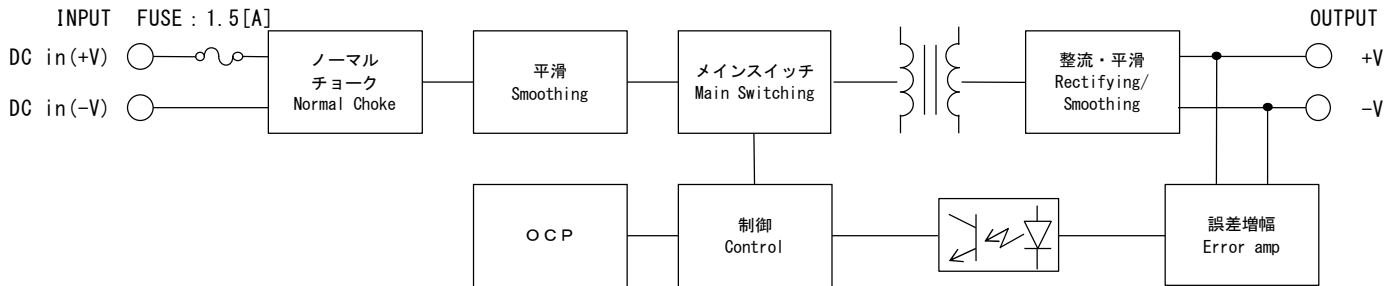 INPUT FUSE：1.5[A]
OUTPUT
DC in(+V)
ノーマル
チョーク
Normal Choke
平滑
Smoothing
メインスイッチ
Main Switching
整流・平滑
Rectifying/
Smoothing
+V
DC in(-V)
-V
ＯＣＰ
制御
Control
誤差増幅
Error amp